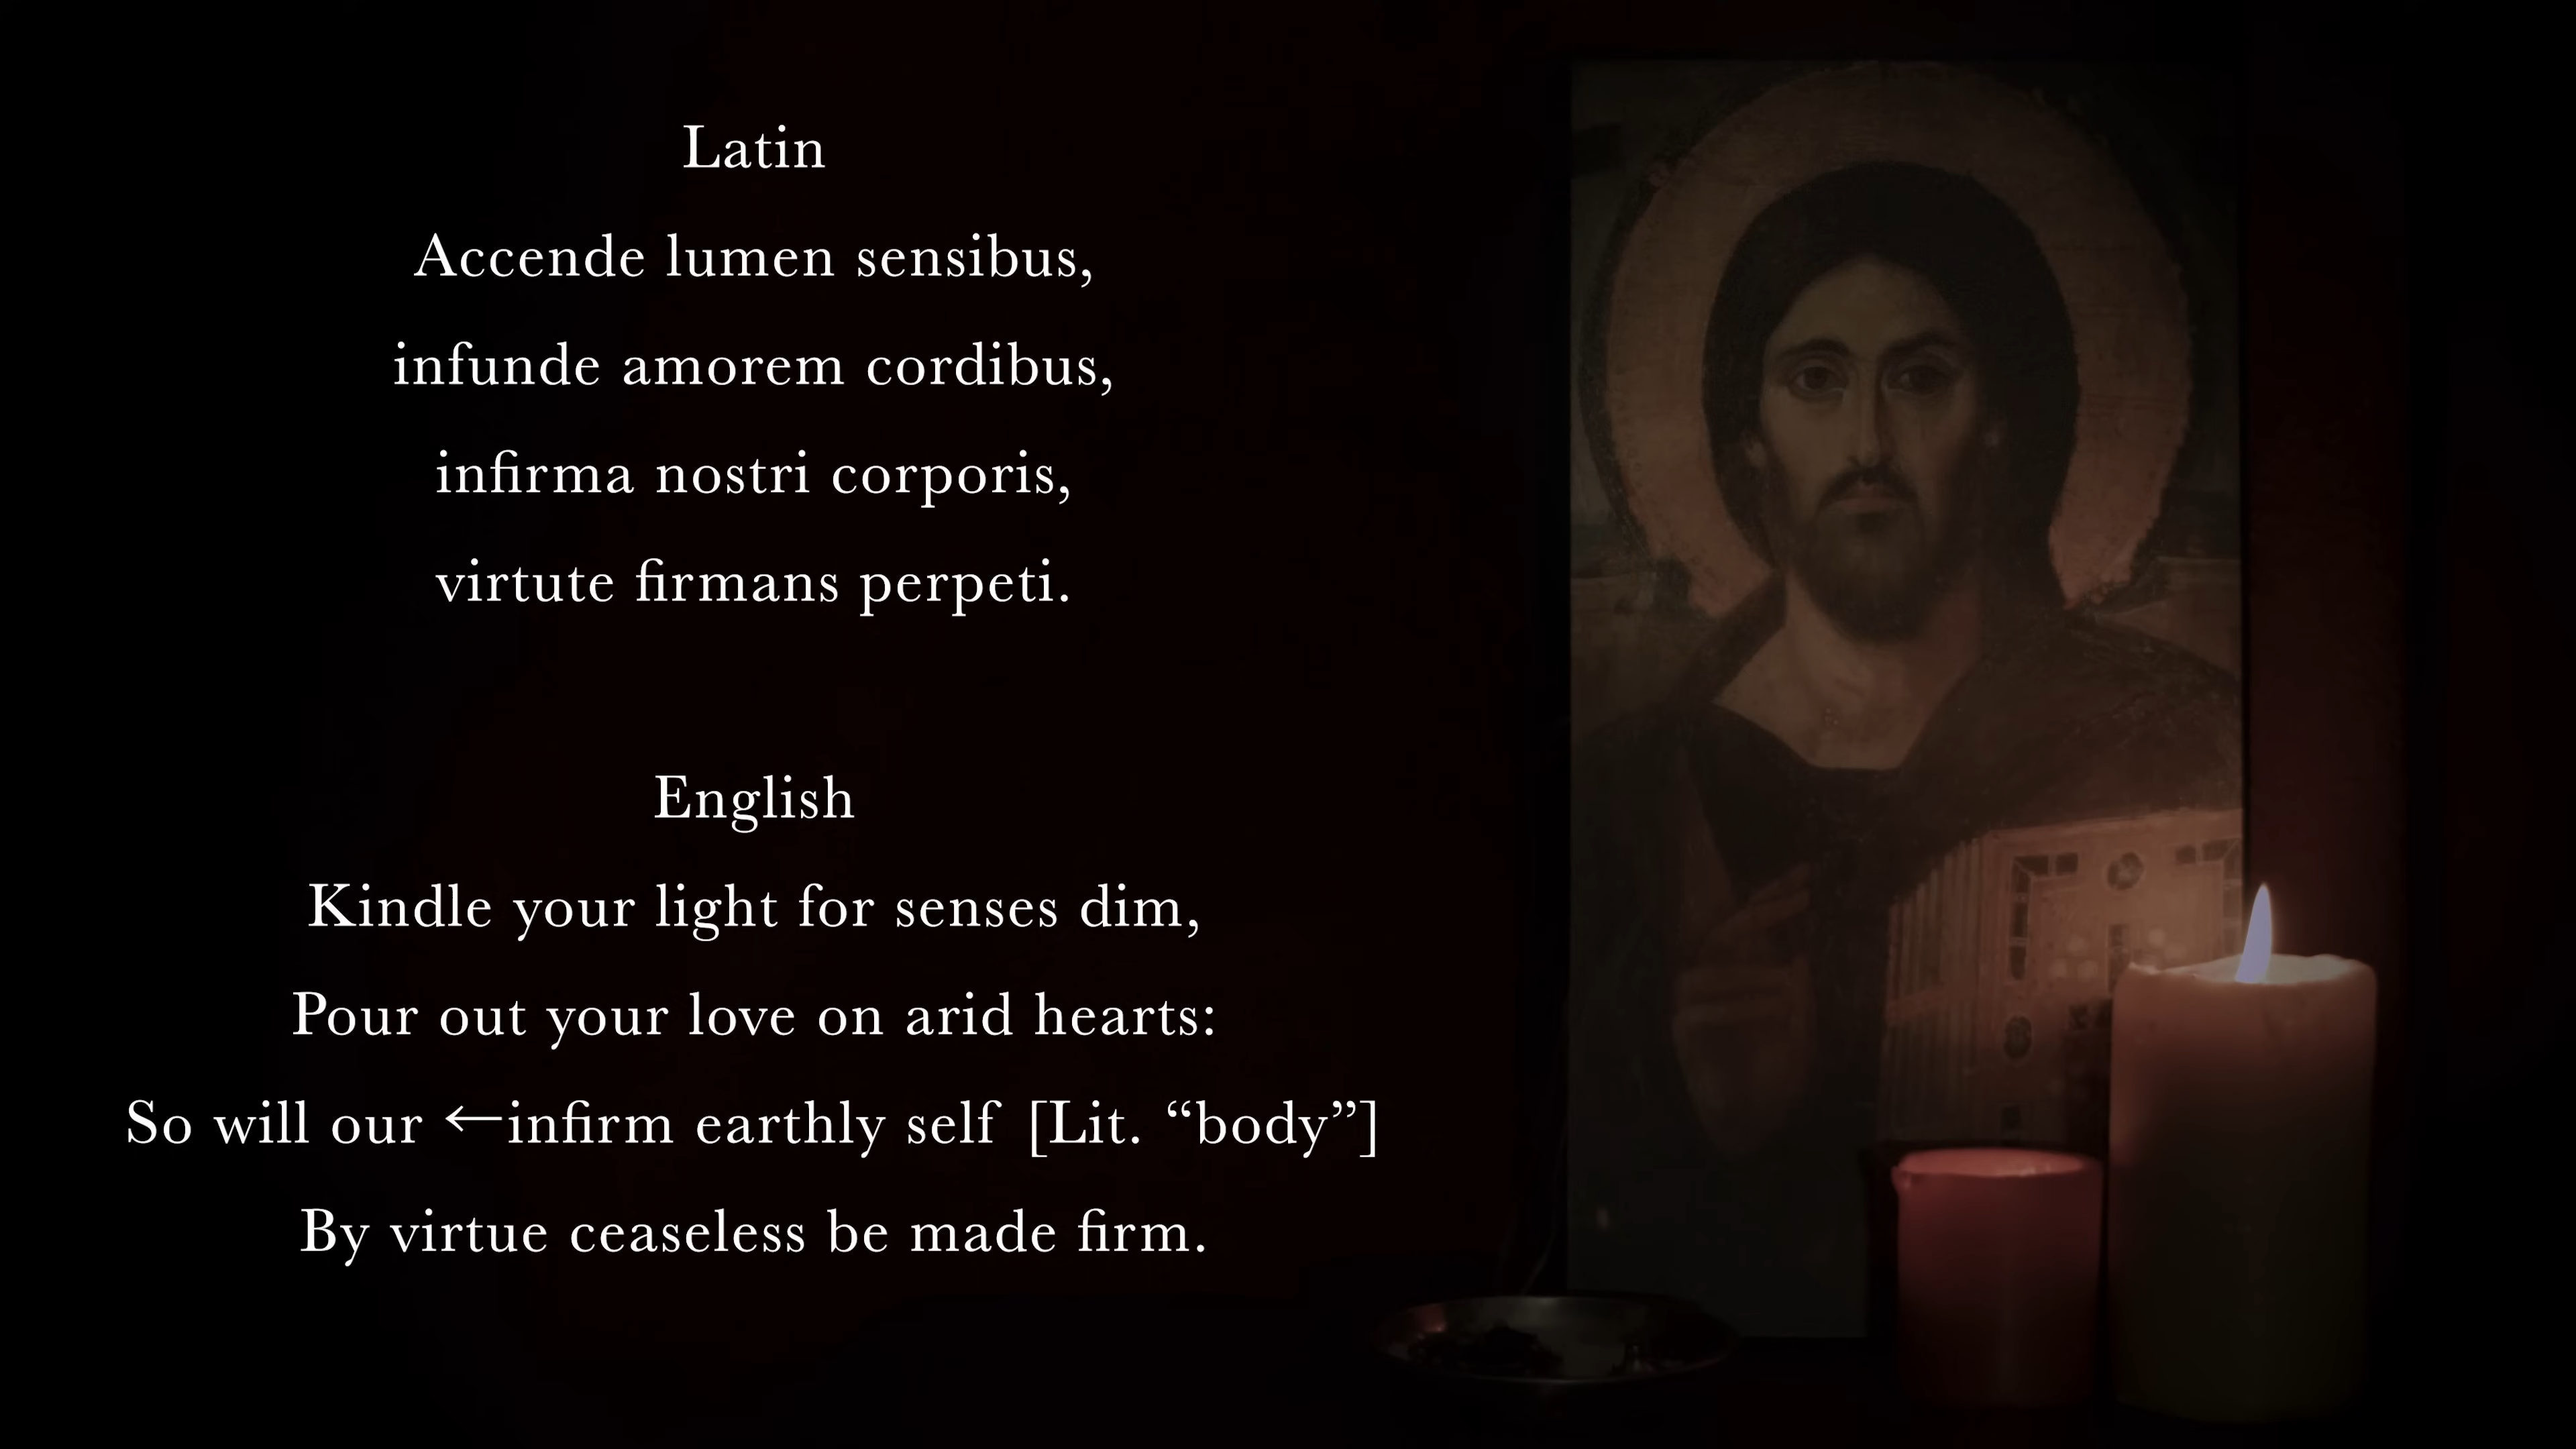 Latin
Accende lumen sensibus,
infunde amorem cordibus,
infirma nostri corporis,
virtute firmans perpeti.
English
Kindle your light for senses dim,
Pour out your love on arid hearts:
So will our ←infirm earthly self [Lit. “body”]
By virtue ceaseless be made firm.